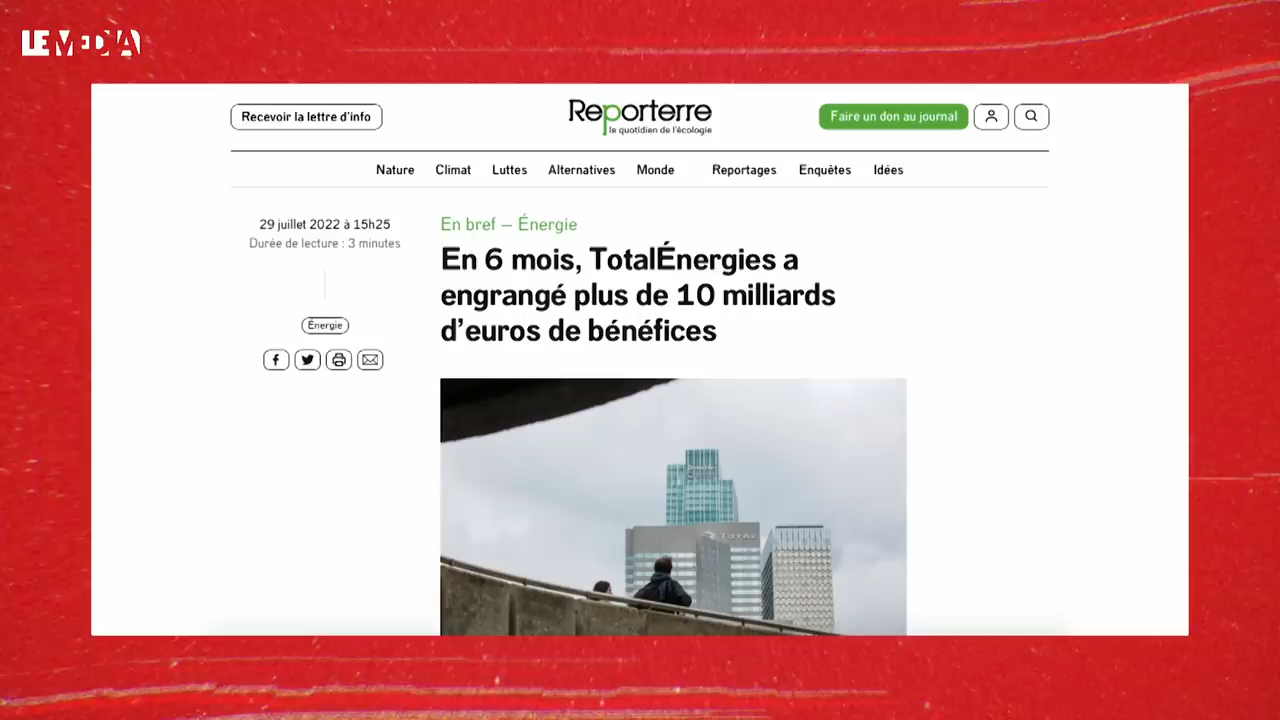 LE MEDIA
Recevoir la lettre d'info
Reporterre
le quotidien de l'écologie
Faire un don au journal
Nature Climat Luttes Alternatives Monde Reportages Enquêtes Idées
29 juillet 2022 à 15h25
Durée de lecture : 3 minutes
Énergie
En bref — Énergie
En 6 mois, TotalÉnergies a
engrangé plus de 10 milliards
d'euros de bénéfices
TOTAL